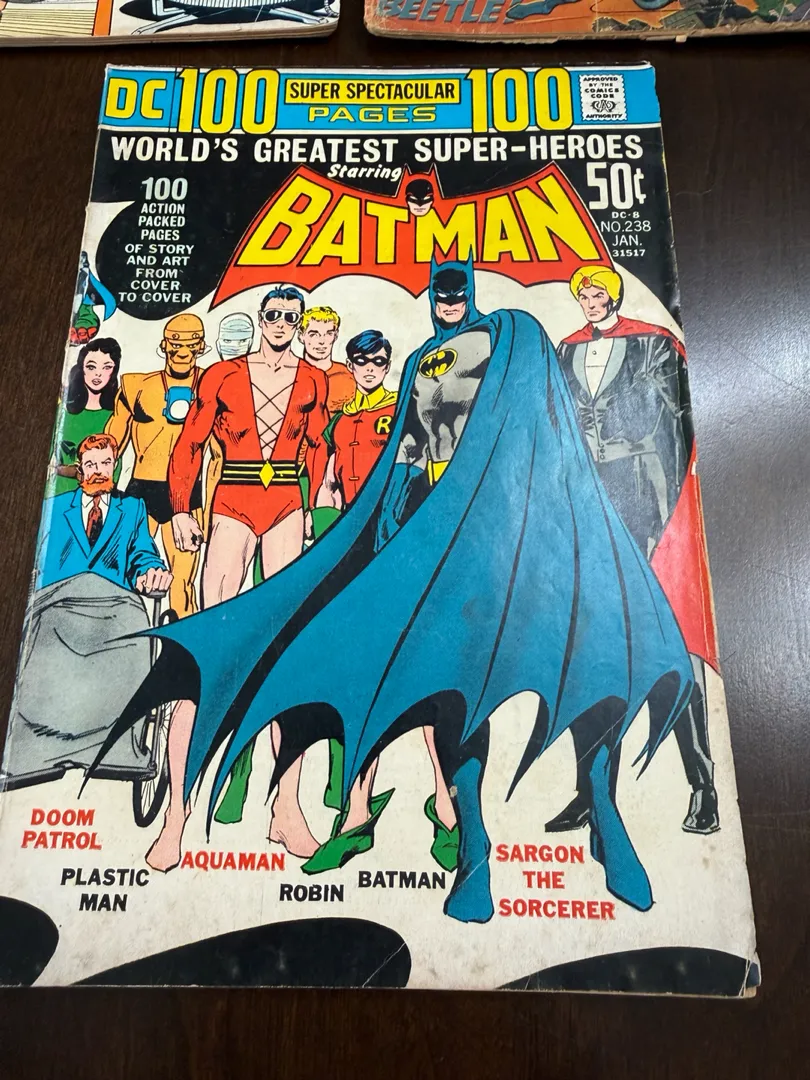 BEETLE!
DC 100 SUPER SPECTACULAR 100
PAGES
APPROVED
BY THE
COMICS
CODE
AUTHORITY
WORLD'S GREATEST SUPER-HEROES
Starring
BATMAN
50¢
DC-8
NO.238
JAN.
31517
100
ACTION
PACKED
PAGES
OF STORY
AND ART
FROM
COVER
TO COVER
R
DOOM
PATROL
PLASTIC
MAN
AQUAMAN
ROBIN
BATMAN
SARGON
THE
SORCERER